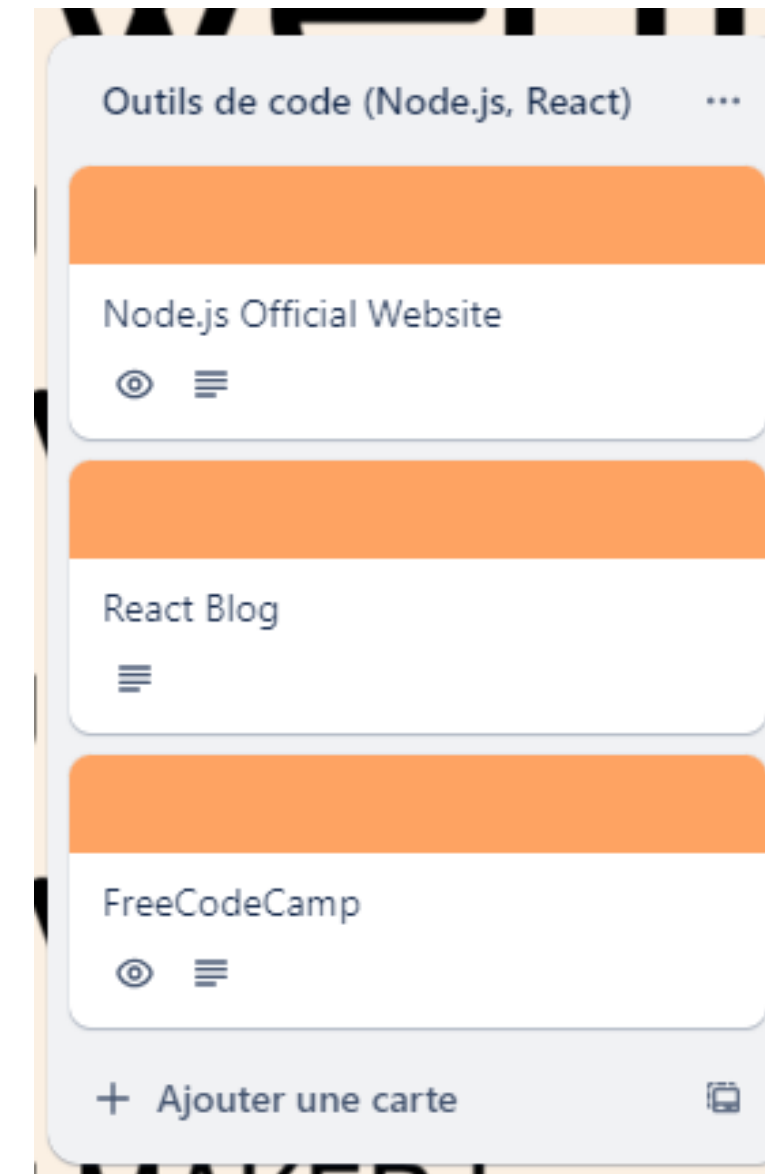 Outils de code (Node.js, React)
Node.js Official Website
React Blog
FreeCodeCamp
+ Ajouter une carte